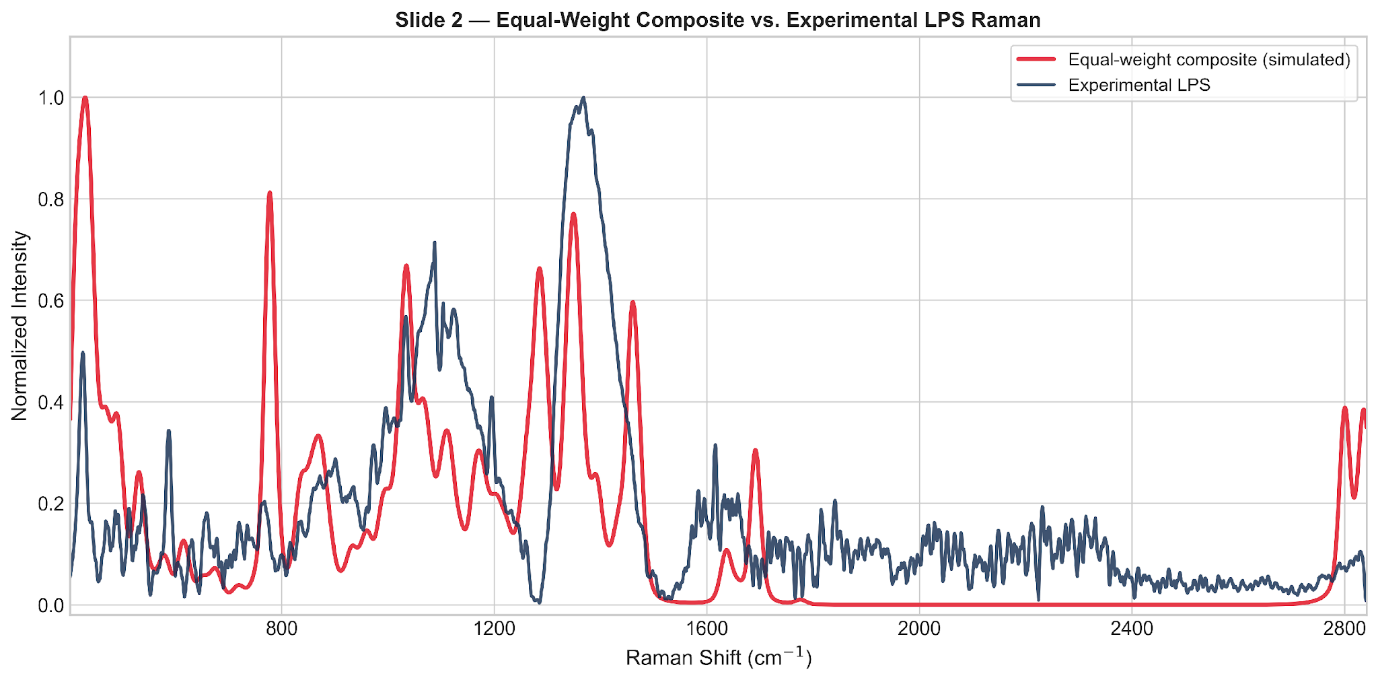 Slide 2 — Equal-Weight Composite vs. Experimental LPS Raman
Equal-weight composite (simulated)
Experimental LPS
Normalized Intensity
1.0
0.8
0.6
0.4
0.2
0.0
800 1200 1600 2000 2400 2800
Raman Shift (cm⁻¹)